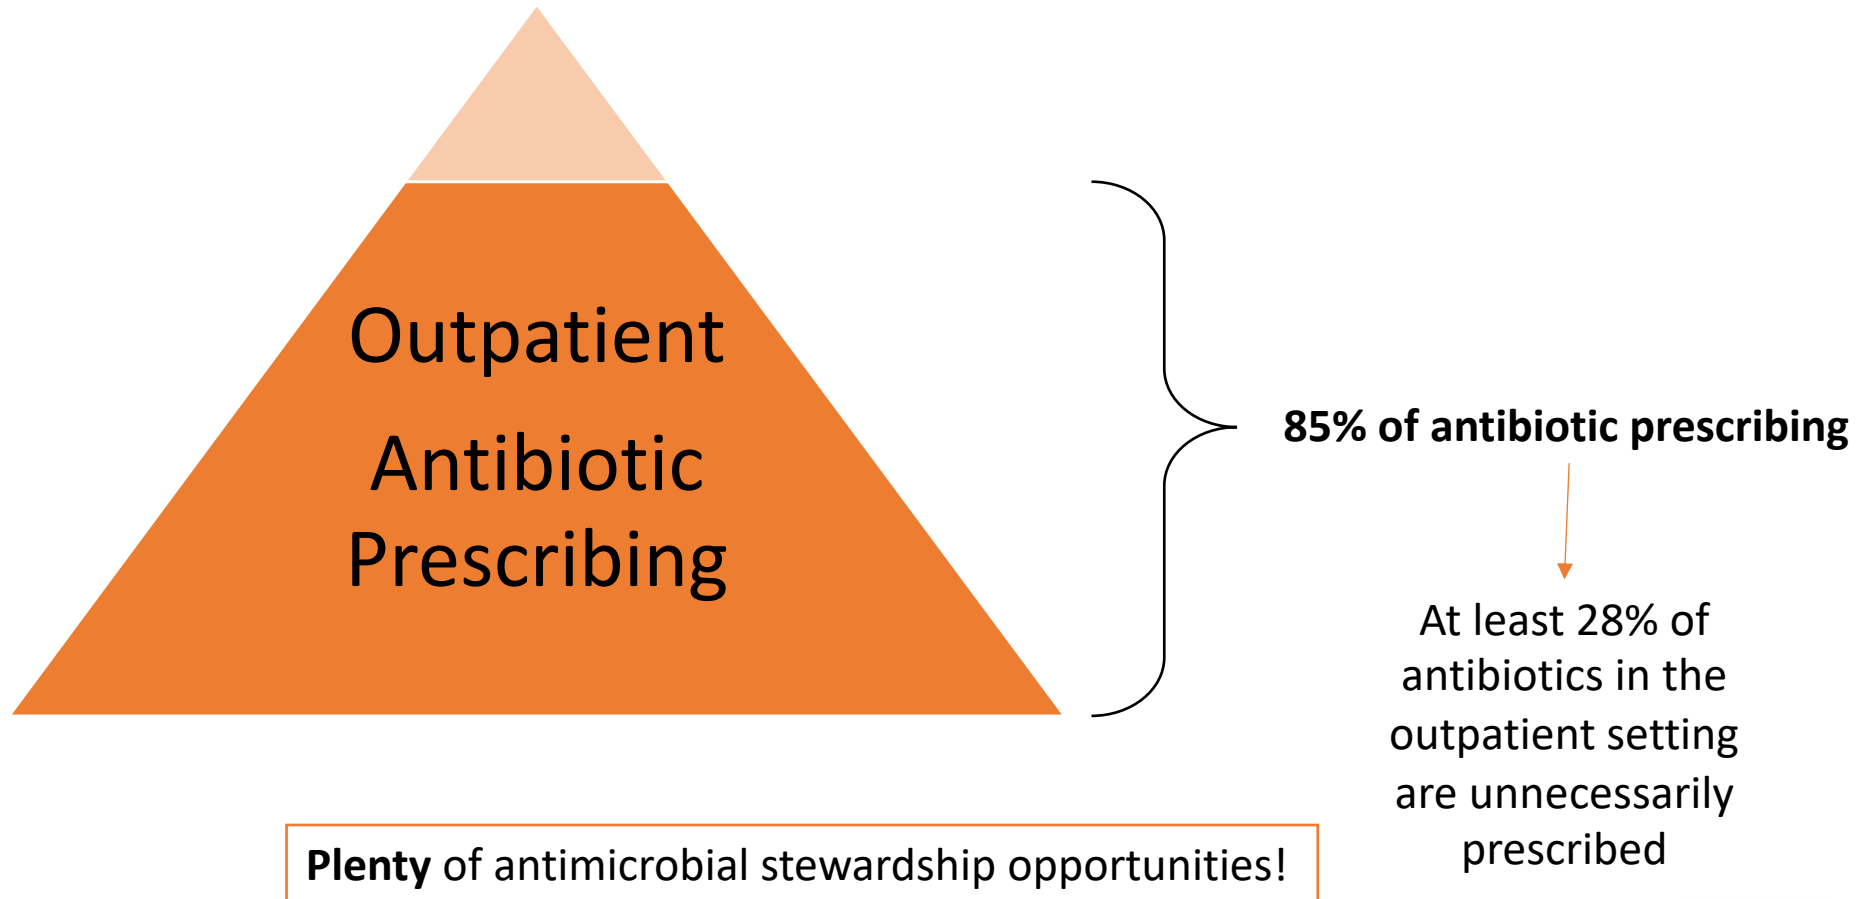 Outpatient
Antibiotic
Prescribing
85% of antibiotic prescribing
At least 28% of
antibiotics in the
outpatient setting
are unnecessarily
prescribed
Plenty of antimicrobial stewardship opportunities!